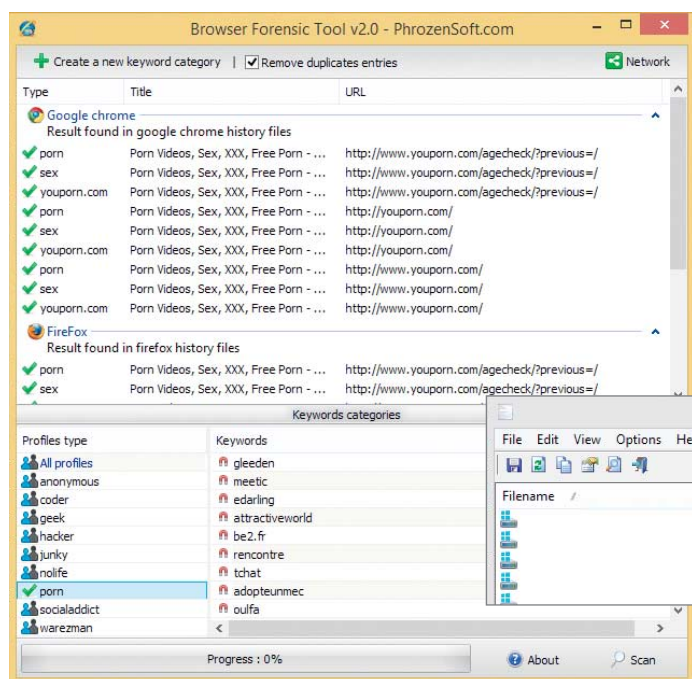 Browser Forensic Tool v2.0 - PhrozenSoft.com
Create a new keyword category | Remove duplicates entries Network
Type Title URL
Google chrome
Result found in google chrome history files
porn Porn Videos, Sex, XXX, Free Porn - ... http://www.youporn.com/agecheck/?previous=/
sex Porn Videos, Sex, XXX, Free Porn - ... http://www.youporn.com/agecheck/?previous=/
youporn.com Porn Videos, Sex, XXX, Free Porn - ... http://www.youporn.com/agecheck/?previous=/
porn Porn Videos, Sex, XXX, Free Porn - ... http://youporn.com/
sex Porn Videos, Sex, XXX, Free Porn - ... http://youporn.com/
youporn.com Porn Videos, Sex, XXX, Free Porn - ... http://youporn.com/
porn Porn Videos, Sex, XXX, Free Porn - ... http://www.youporn.com/
sex Porn Videos, Sex, XXX, Free Porn - ... http://www.youporn.com/
youporn.com Porn Videos, Sex, XXX, Free Porn - ... http://www.youporn.com/
FireFox
Result found in firefox history files
porn Porn Videos, Sex, XXX, Free Porn - ... http://www.youporn.com/agecheck/?previous=/
sex Porn Videos, Sex, XXX, Free Porn - ... http://www.youporn.com/agecheck/?previous=/
Keywords categories
Profiles type Keywords
All profiles gleeden
anonymous meetic
coder edarling
geek attractiveworld
hacker be2.fr
junky rencontre
nolife tchat
porn adopteunmec
socialaddict oulfa
warezman
File Edit View Options He
Filename /
Progress : 0% About Scan